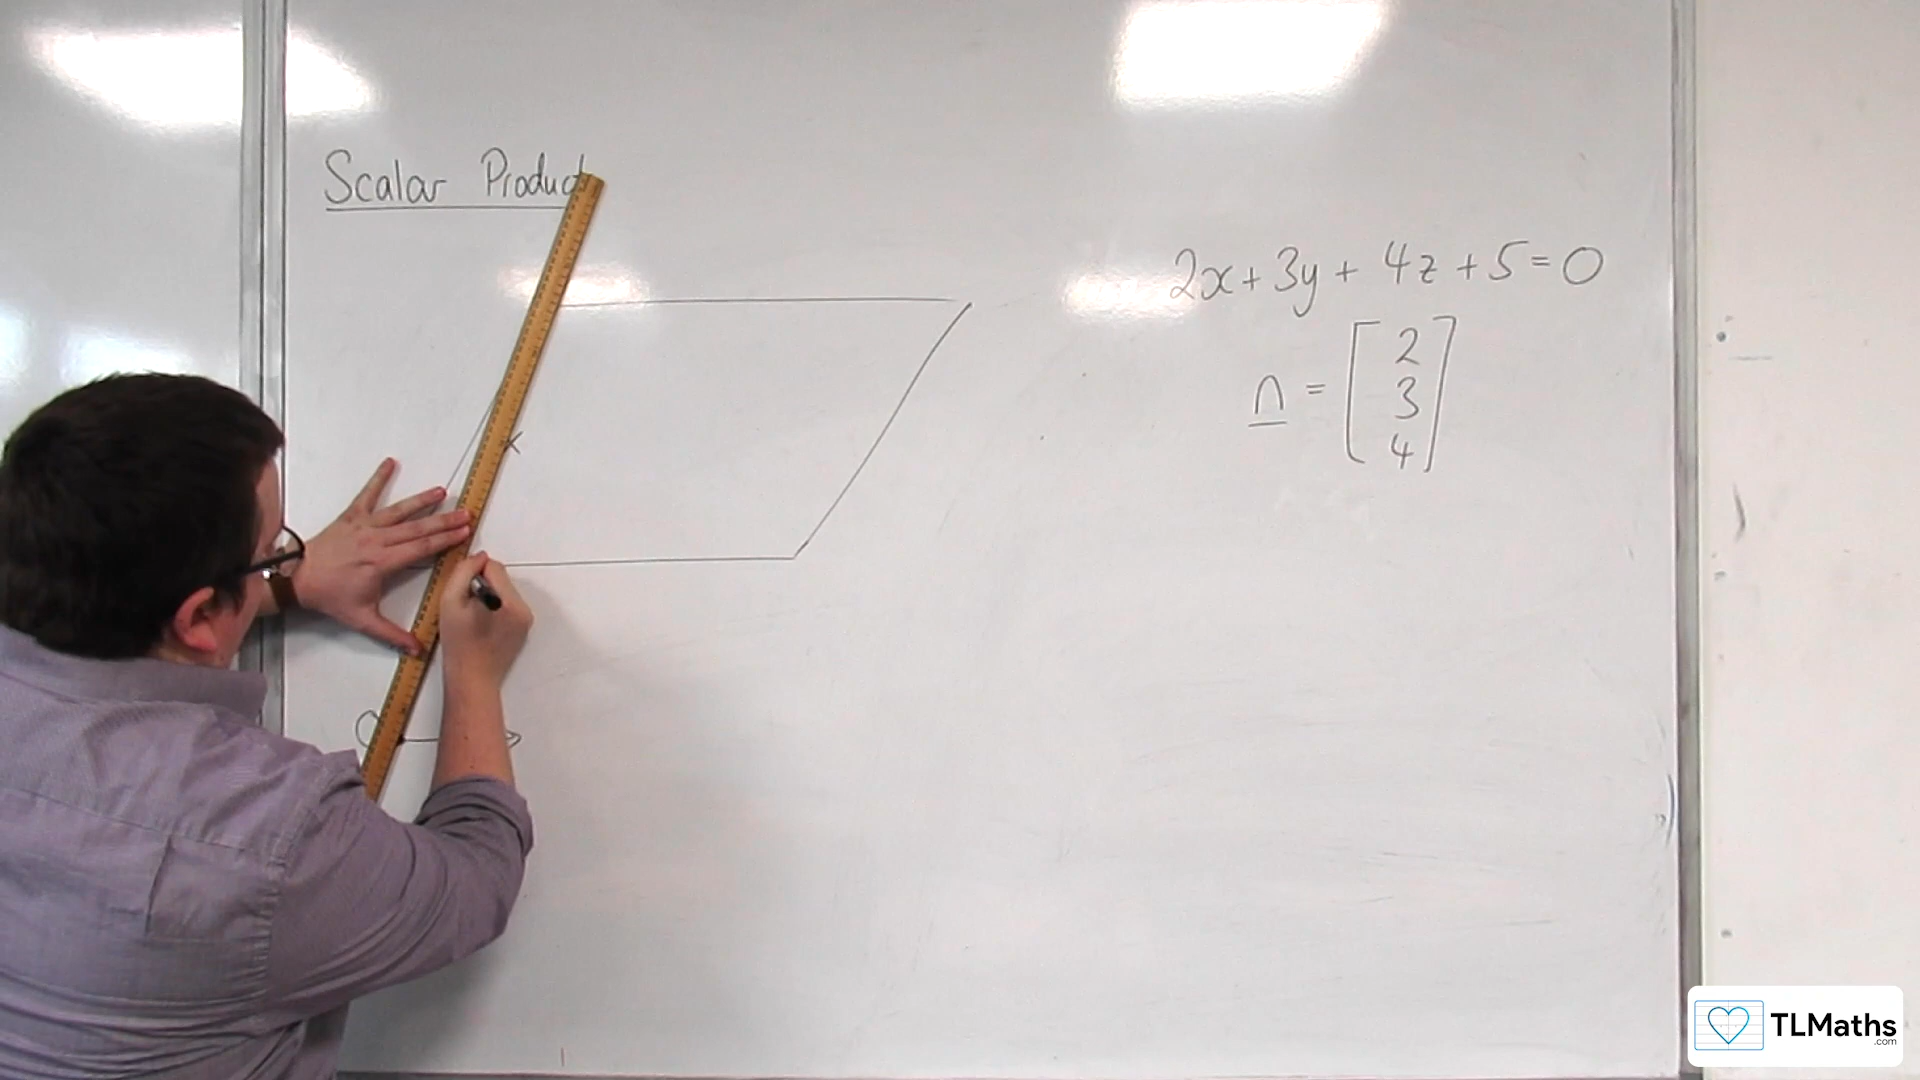 Scalar Product
2x + 3y + 4z + 5 = 0
n = [2
3
4]
O
x
TLMaths
.com